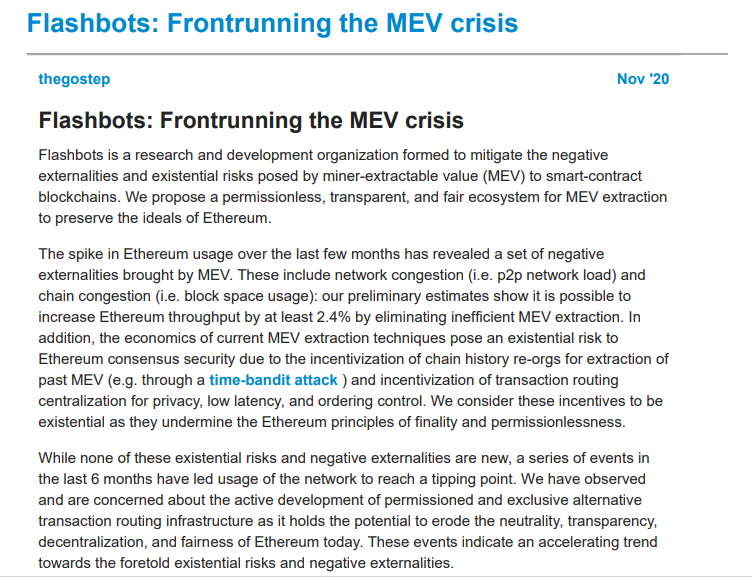 Flashbots: Frontrunning the MEV crisis
thegostep Nov '20
Flashbots: Frontrunning the MEV crisis
Flashbots is a research and development organization formed to mitigate the negative
externalities and existential risks posed by miner-extractable value (MEV) to smart-contract
blockchains. We propose a permissionless, transparent, and fair ecosystem for MEV extraction
to preserve the ideals of Ethereum.
The spike in Ethereum usage over the last few months has revealed a set of negative
externalities brought by MEV. These include network congestion (i.e. p2p network load) and
chain congestion (i.e. block space usage): our preliminary estimates show it is possible to
increase Ethereum throughput by at least 2.4% by eliminating inefficient MEV extraction. In
addition, the economics of current MEV extraction techniques pose an existential risk to
Ethereum consensus security due to the incentivization of chain history re-orgs for extraction of
past MEV (e.g. through a time-bandit attack ) and incentivization of transaction routing
centralization for privacy, low latency, and ordering control. We consider these incentives to be
existential as they undermine the Ethereum principles of finality and permissionlessness.
While none of these existential risks and negative externalities are new, a series of events in
the last 6 months have led usage of the network to reach a tipping point. We have observed
and are concerned about the active development of permissioned and exclusive alternative
transaction routing infrastructure as it holds the potential to erode the neutrality, transparency,
decentralization, and fairness of Ethereum today. These events indicate an accelerating trend
towards the foretold existential risks and negative externalities.